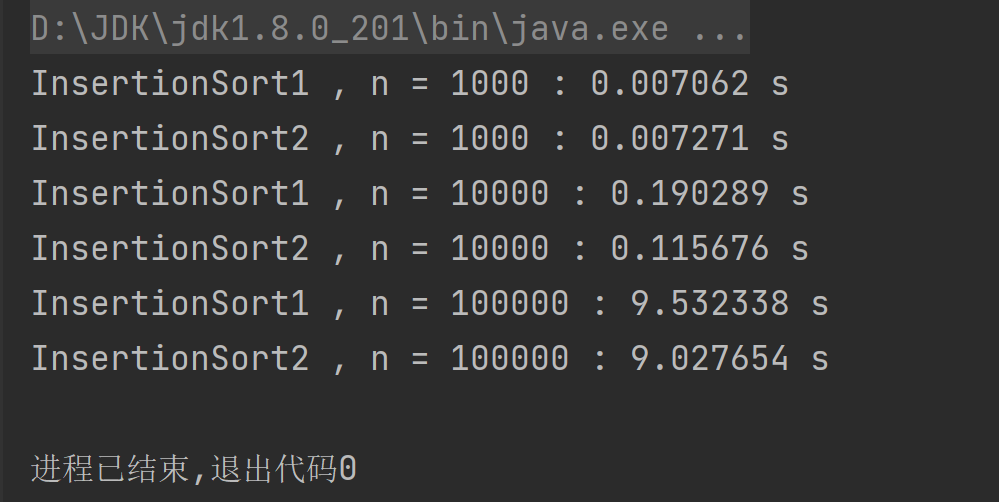 D:\JDK\jdk1.8.0_201\bin\java.exe ...
InsertionSort1 , n = 1000 : 0.007062 s
InsertionSort2 , n = 1000 : 0.007271 s
InsertionSort1 , n = 10000 : 0.190289 s
InsertionSort2 , n = 10000 : 0.115676 s
InsertionSort1 , n = 100000 : 9.532338 s
InsertionSort2 , n = 100000 : 9.027654 s
进程已结束,退出代码0